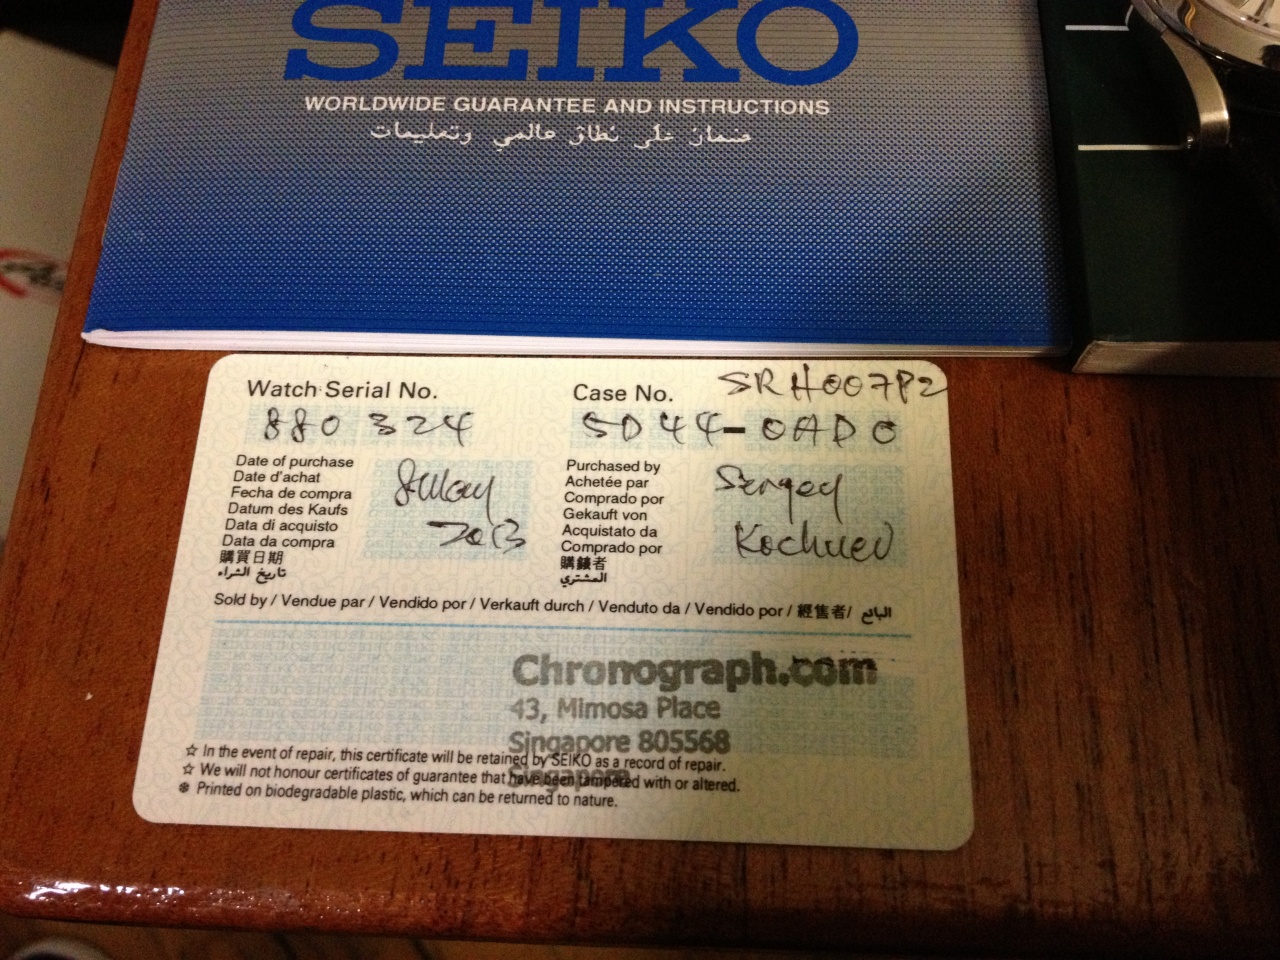 SEIKO
WORLDWIDE GUARANTEE AND INSTRUCTIONS
ضمان على نطاق عالمي وتعليمات
Watch Serial No.
880324
Case No. SRH007P2
5D44-0AD0
Date of purchase
Date d'achat
Fecha de compra
Datum des Kaufs
Data di acquisto
Data da compra
購買日期
تاريخ الشراء
8 May
2013
Purchased by
Achetée par
Comprado por
Gekauft von
Acquistato da
Comprado por
購錶者
المشتري
Sergey
Kochuev
Sold by / Vendue par / Vendido por / Verkauft durch / Venduto da / Vendido por / 經售者/ البائع
Chronograph.com
43, Mimosa Place
Singapore 805568
Singapore
☆ In the event of repair, this certificate will be retained by SEIKO as a record of repair.
☆ We will not honour certificates of guarantee that have been tampered with or altered.
✽ Printed on biodegradable plastic, which can be returned to nature.